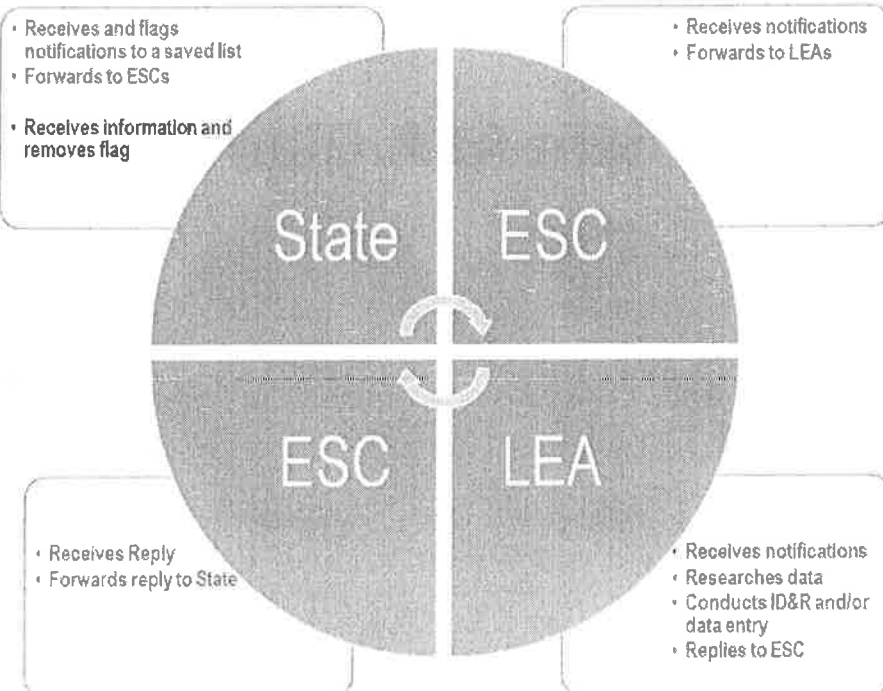 • Receives and flags
notifications to a saved list
• Forwards to ESCs
• Receives information and
removes flag
• Receives notifications
• Forwards to LEAs
State
ESC
ESC
LEA
• Receives Reply
• Forwards reply to State
• Receives notifications
• Researches data
• Conducts ID&R and/or
data entry
• Replies to ESC